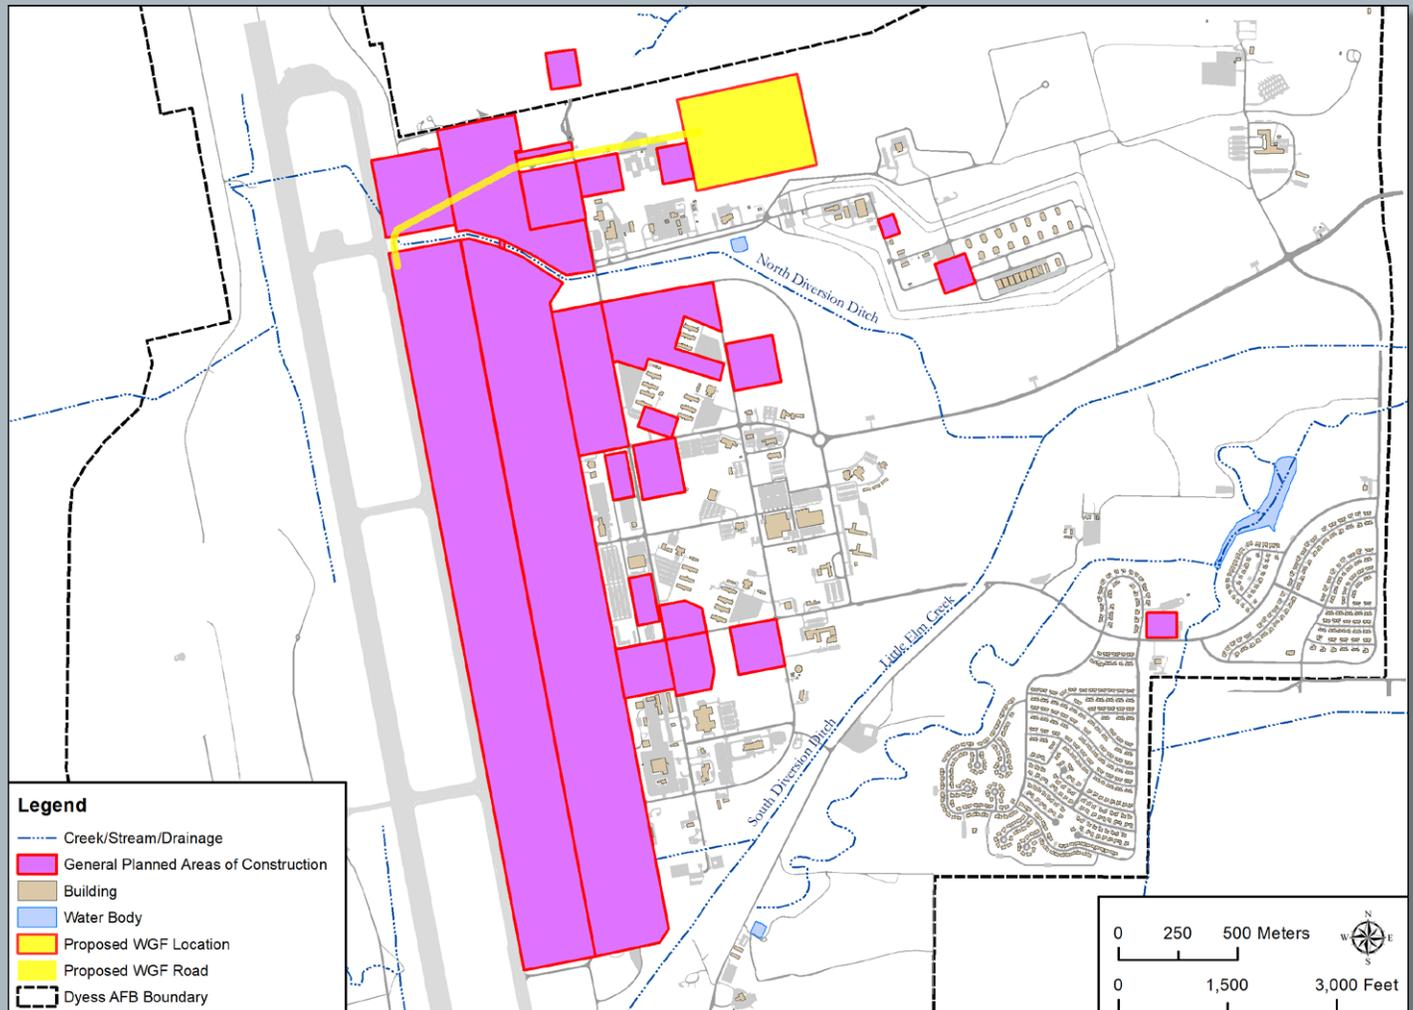 North Diversion Ditch
Little Elm Creek
South Diversion Ditch
Legend
Creek/Stream/Drainage
General Planned Areas of Construction
Building
Water Body
Proposed WGF Location
Proposed WGF Road
Dyess AFB Boundary
N
W E
S
0 250 500 Meters
0 1,500 3,000 Feet